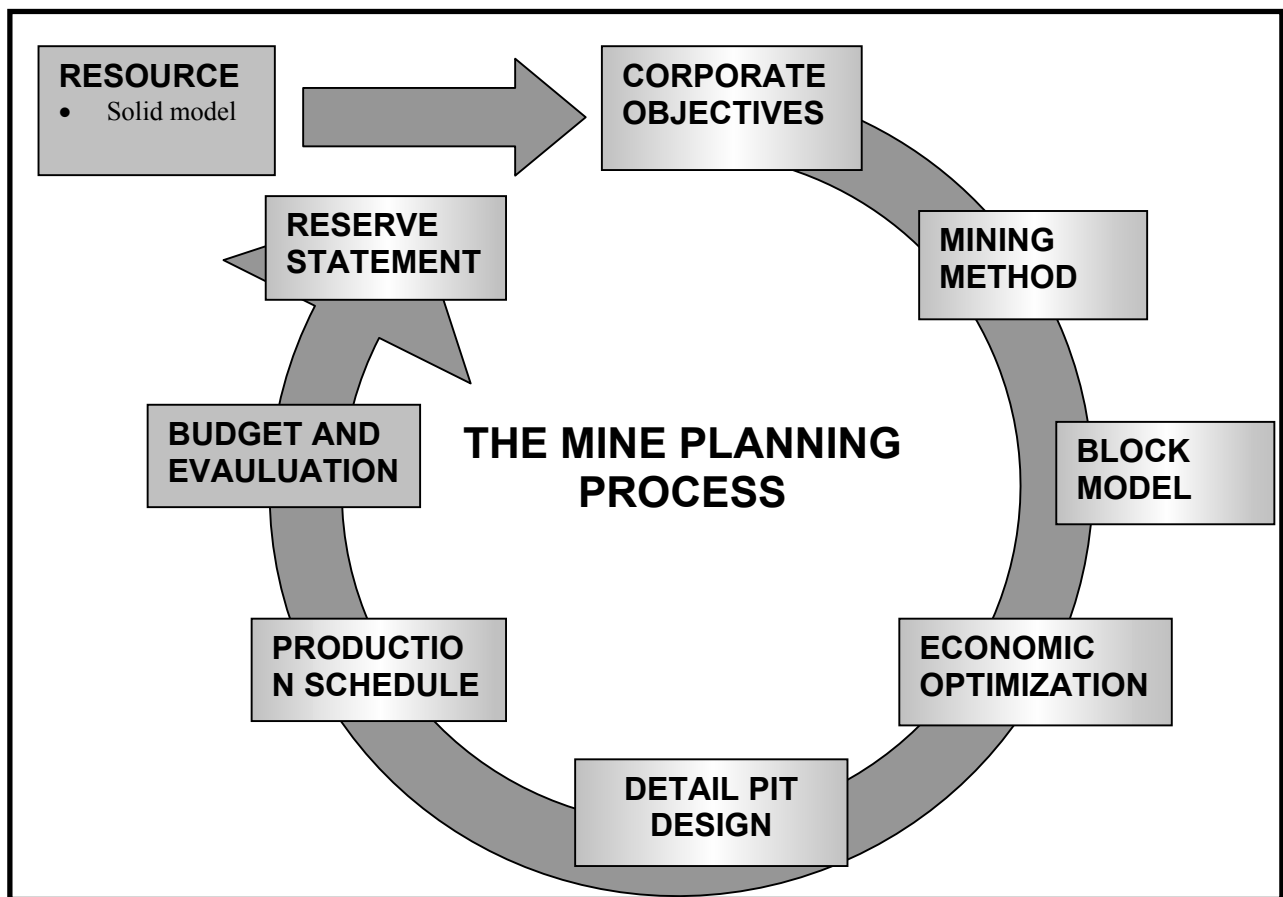 RESOURCE
• Solid model
CORPORATE
OBJECTIVES
RESERVE
STATEMENT
MINING
METHOD
BUDGET AND
EVAULUATION
THE MINE PLANNING
PROCESS
BLOCK
MODEL
PRODUCTIO
N SCHEDULE
ECONOMIC
OPTIMIZATION
DETAIL PIT
DESIGN